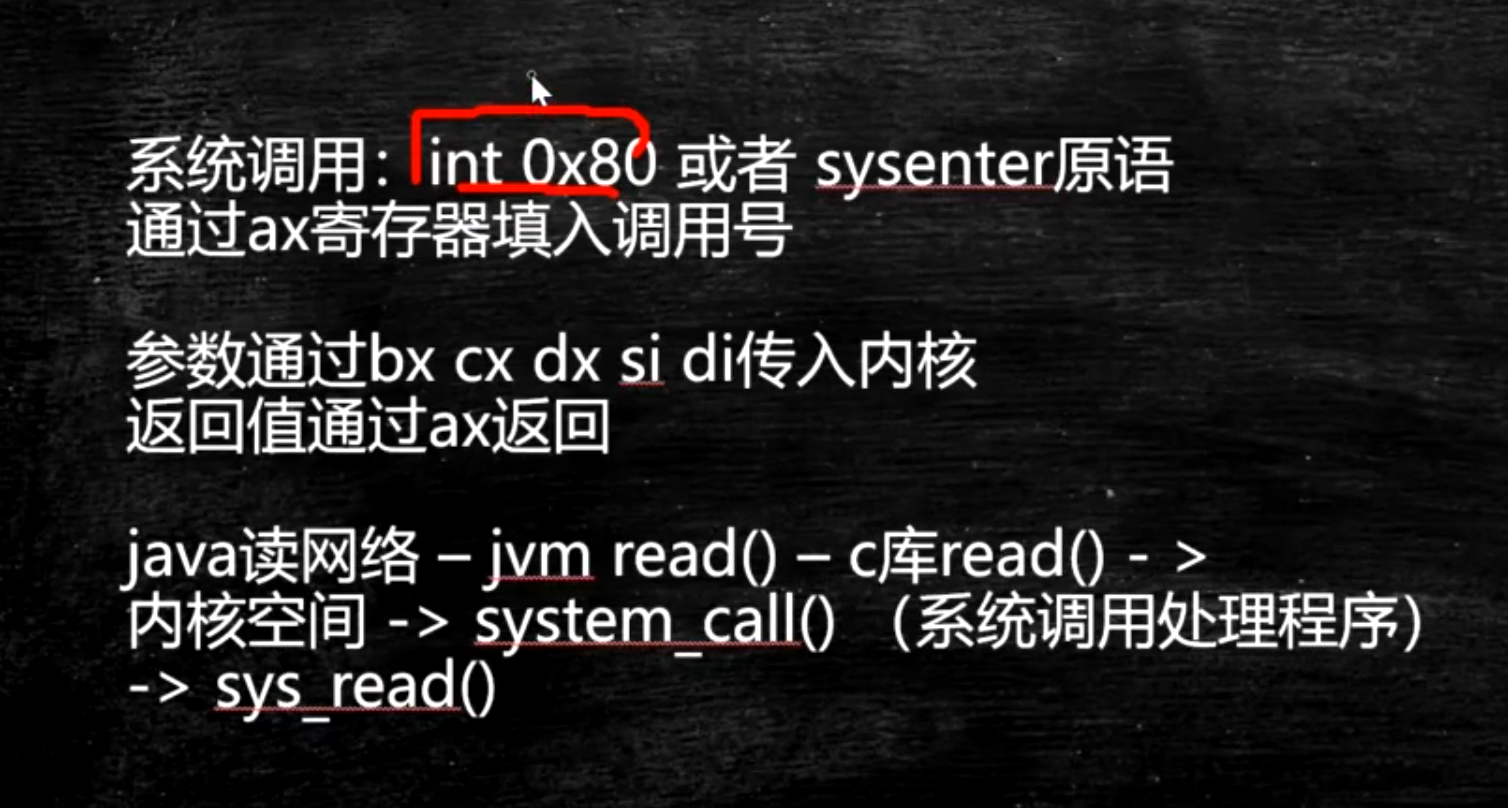 系统调用：int 0x80 或者 sysenter原语
通过ax寄存器填入调用号
参数通过bx cx dx si di传入内核
返回值通过ax返回
java读网络 – jvm read() – c库read() - >
内核空间 -> system_call() （系统调用处理程序）
-> sys_read()